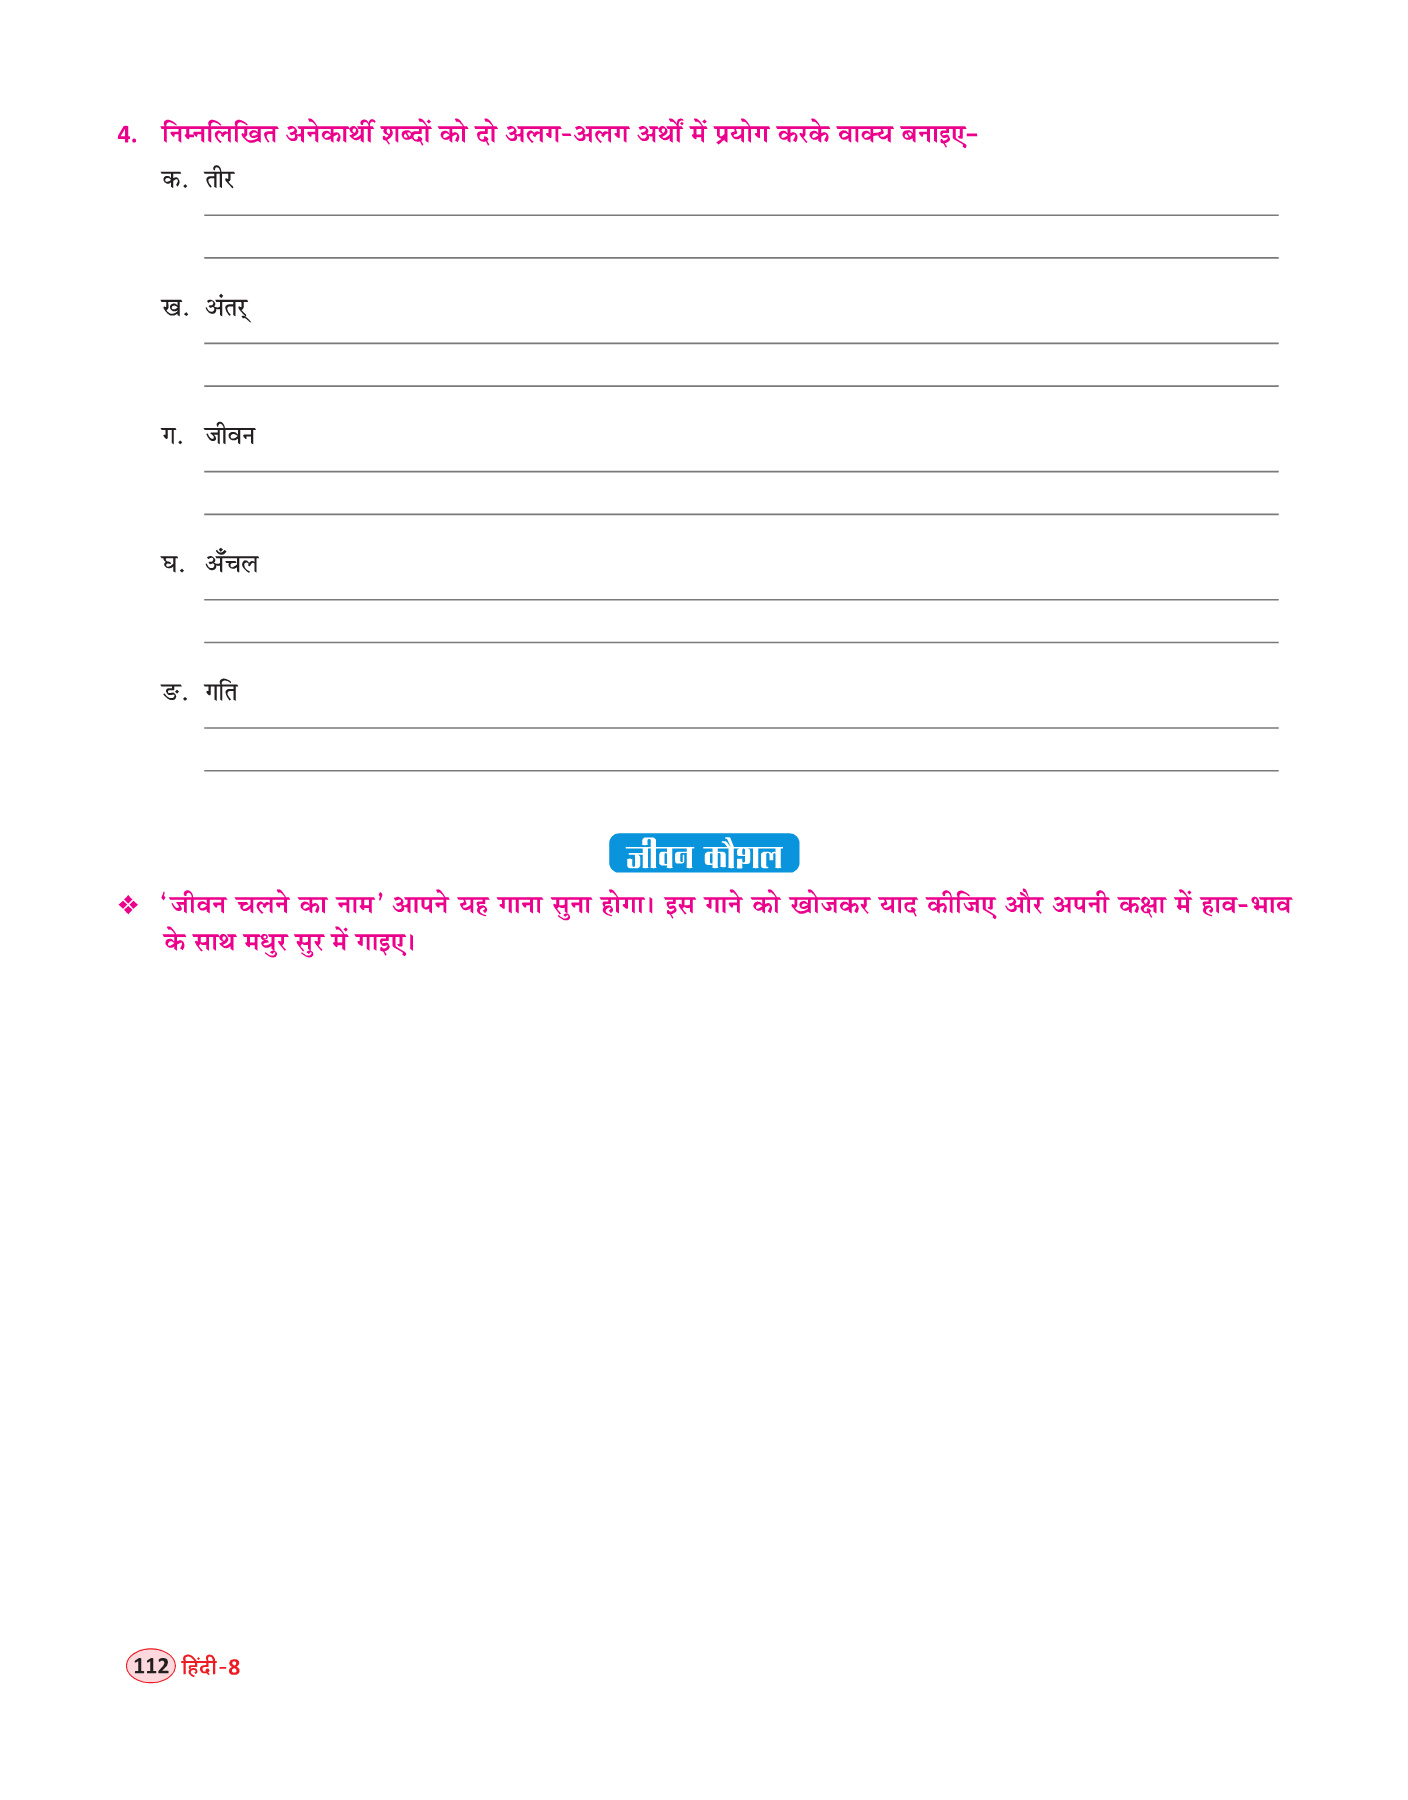 4. निम्नलिखित अनेकार्थी शब्दों को दो अलग-अलग अर्थों में प्रयोग करके वाक्य बनाइए–
क. तीर
ख. अंतर्
ग. जीवन
घ. अँचल
ङ. गति
जीवन कौशल
❖ ‘जीवन चलने का नाम’ आपने यह गाना सुना होगा। इस गाने को खोजकर याद कीजिए और अपनी कक्षा में हाव-भाव
के साथ मधुर सुर में गाइए।
112 हिंदी-8